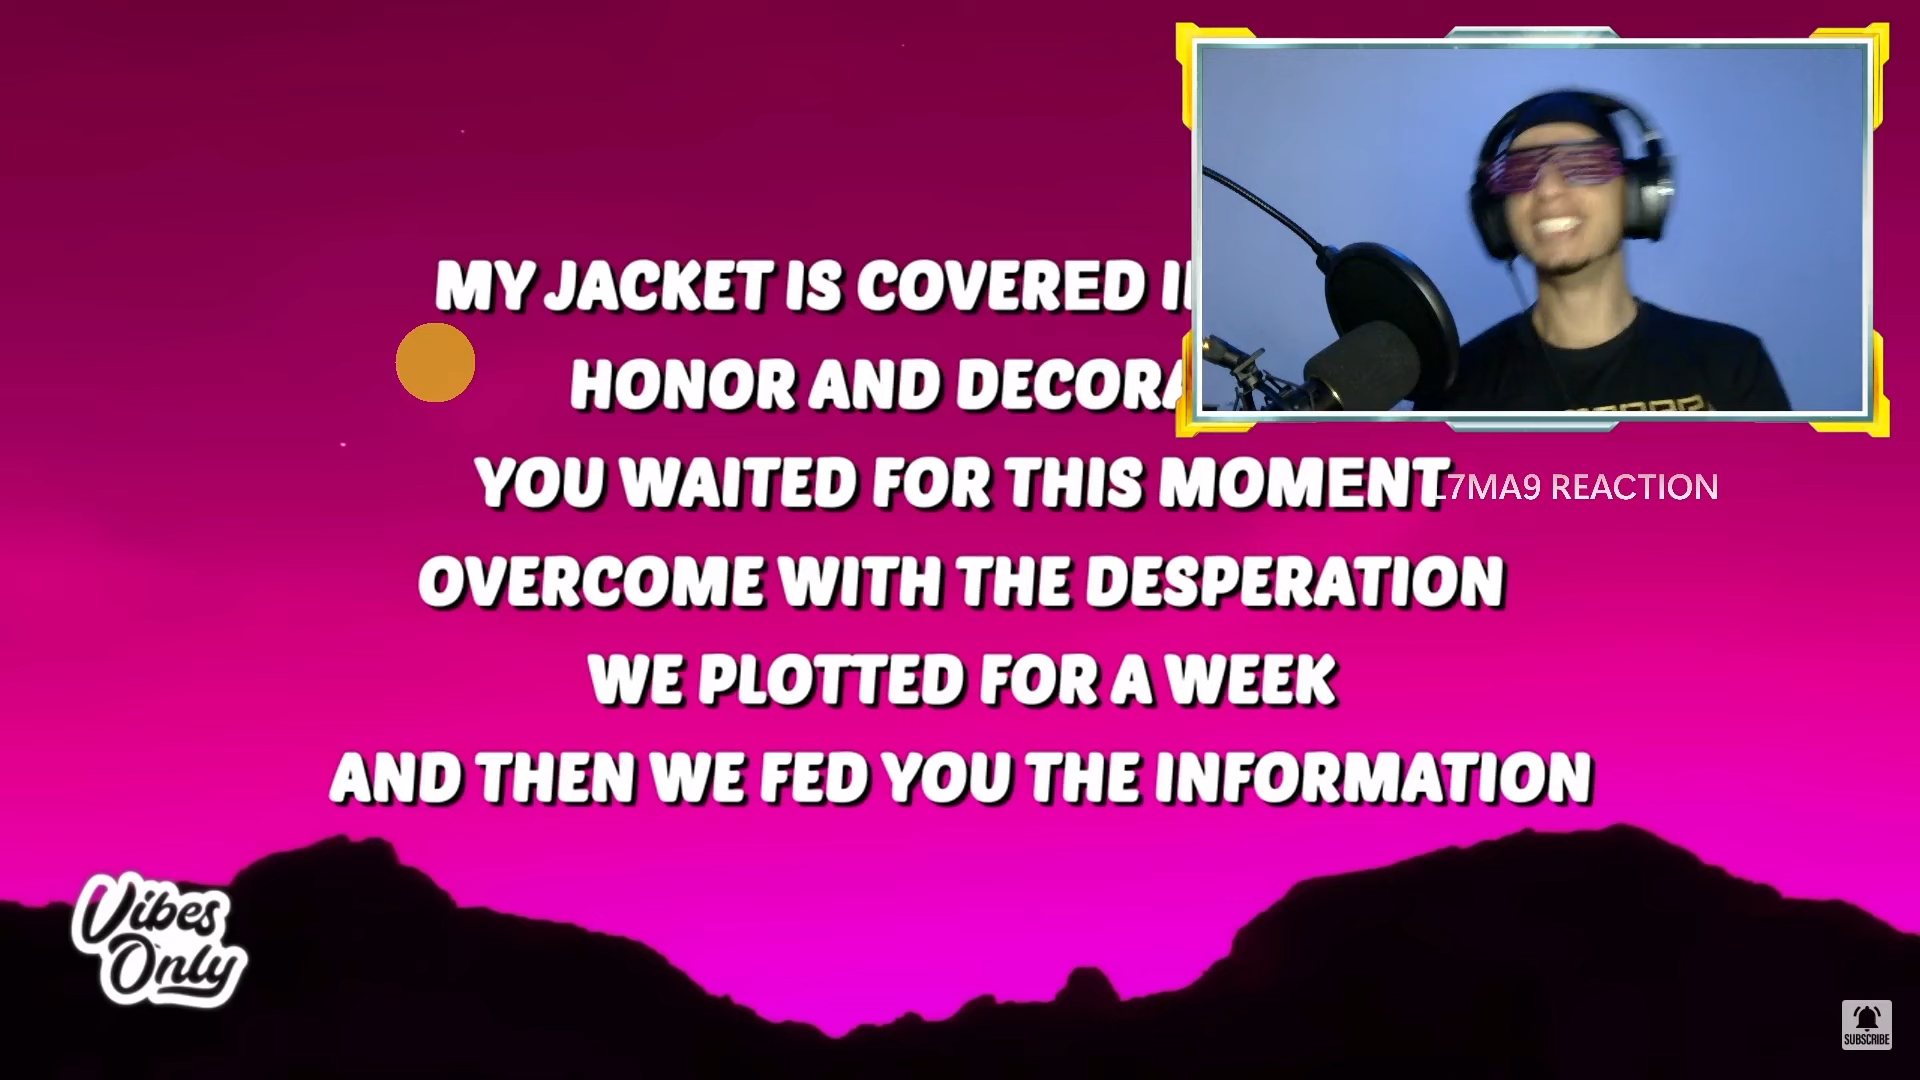 MY JACKET IS COVERED
HONOR AND
YOU WAITED FOR THIS MOMENT
7MA9 REACTION
OVERCOME WITH THE DESPERATION
WE PLOTTED FOR A WEEK
AND THEN WE FED YOU THE INFORMATION
Vibes
Only
SUBSCRIBE